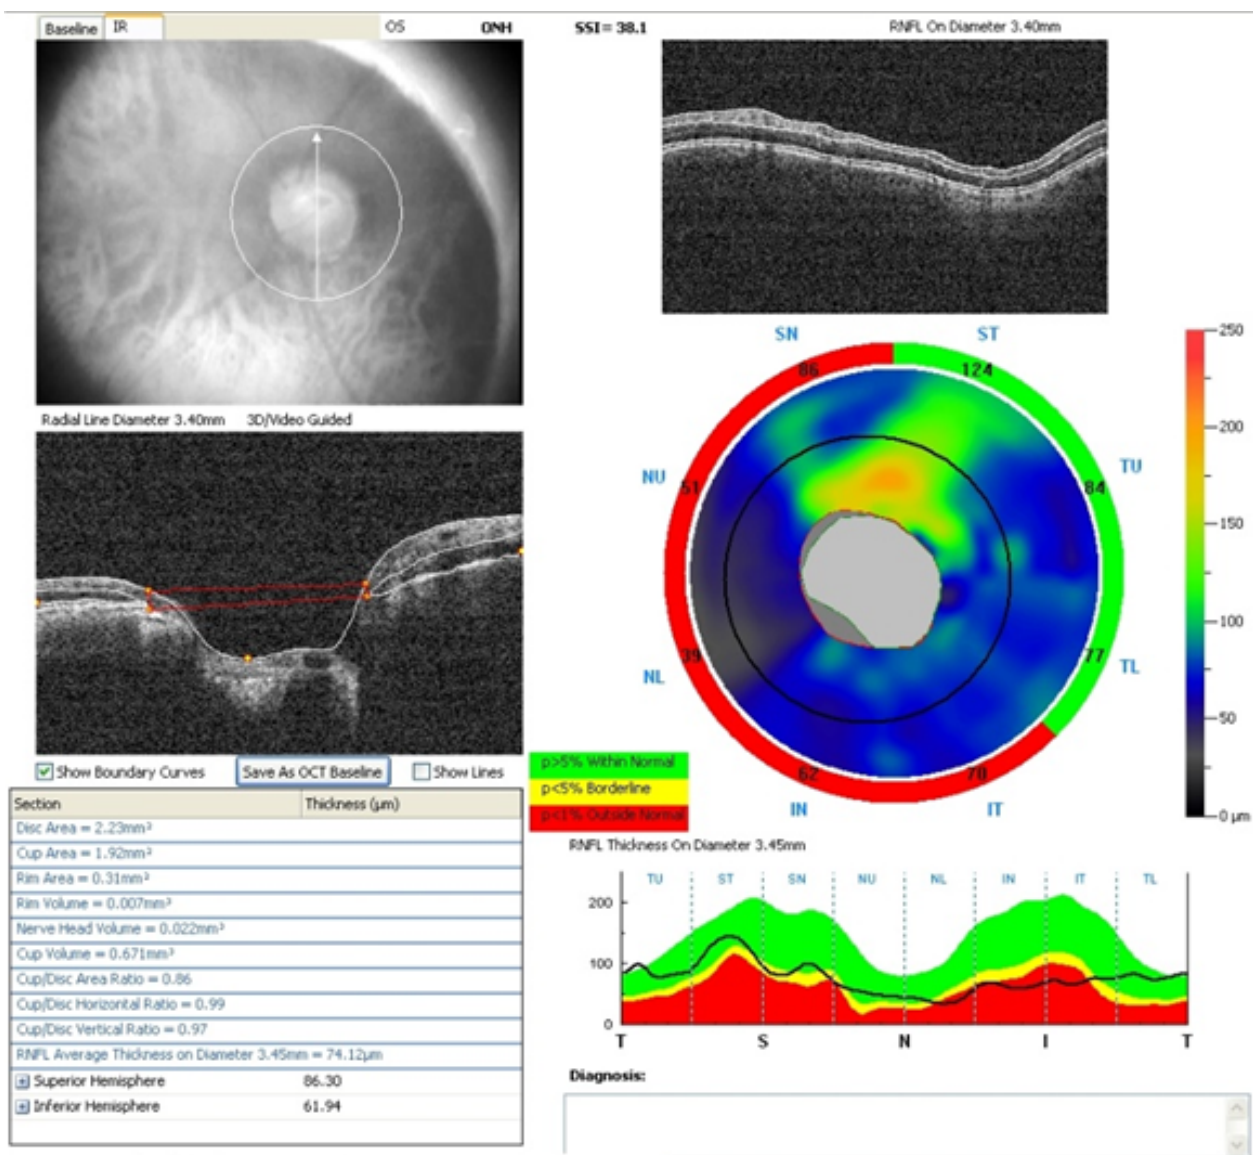 Baseline IR OS ONH
SSI= 38.1
RNFL On Diameter 3.40mm
Radial Line Diameter 3.40mm 3D/Video Guided
Show Boundary Curves Save As OCT Baseline Show Lines
Section Thickness (μm)
Disc Area = 2.23mm²
Cup Area = 1.92mm²
Rim Area = 0.31mm²
Rim Volume = 0.007mm³
Nerve Head Volume = 0.022mm³
Cup Volume = 0.671mm³
Cup/Disc Area Ratio = 0.86
Cup/Disc Horizontal Ratio = 0.99
Cup/Disc Vertical Ratio = 0.97
RNFL Average Thickness on Diameter 3.45mm = 74.12μm
Superior Hemisphere 86.30
Inferior Hemisphere 61.94
SN ST
86 124
NU TU
51 84
39 77
NL TL
62 70
IN IT
250
200
150
100
50
0 μm
p>5% Within Normal
p<5% Borderline
p<1% Outside Normal
RNFL Thickness On Diameter 3.45mm
TU ST SN NU NL IN IT TL
200
100
0
T S N I T
Diagnosis: